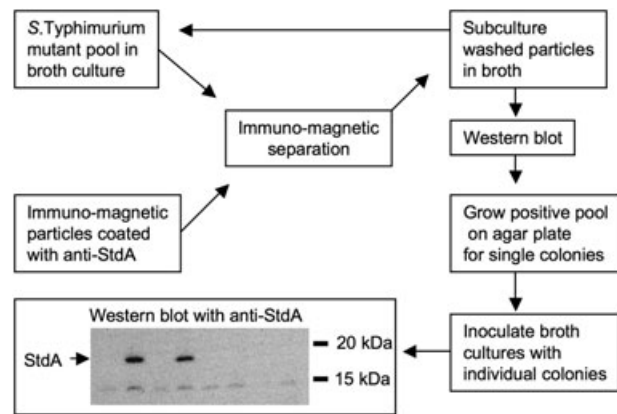 S.Typhimurium
mutant pool in
broth culture
Subculture
washed particles
in broth
Immuno-magnetic
separation
Western blot
Immuno-magnetic
particles coated
with anti-StdA
Grow positive pool
on agar plate
for single colonies
Western blot with anti-StdA
StdA
20 kDa
15 kDa
Inoculate broth
cultures with
individual colonies